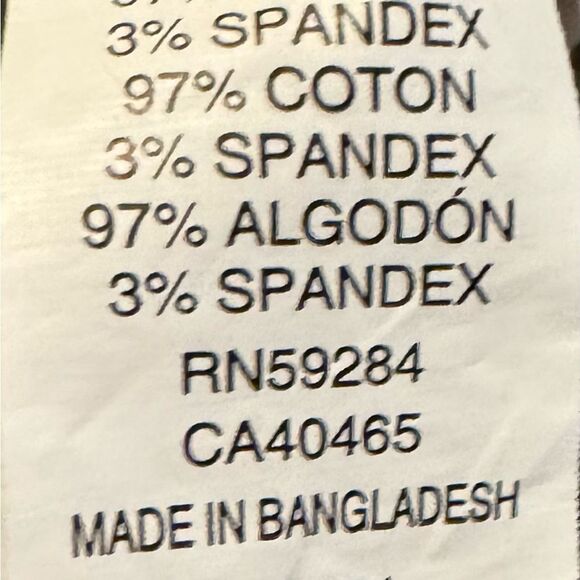 3% SPANDEX
97% COTON
3% SPANDEX
97% ALGODÓN
3% SPANDEX
RN59284
CA40465
MADE IN BANGLADESH